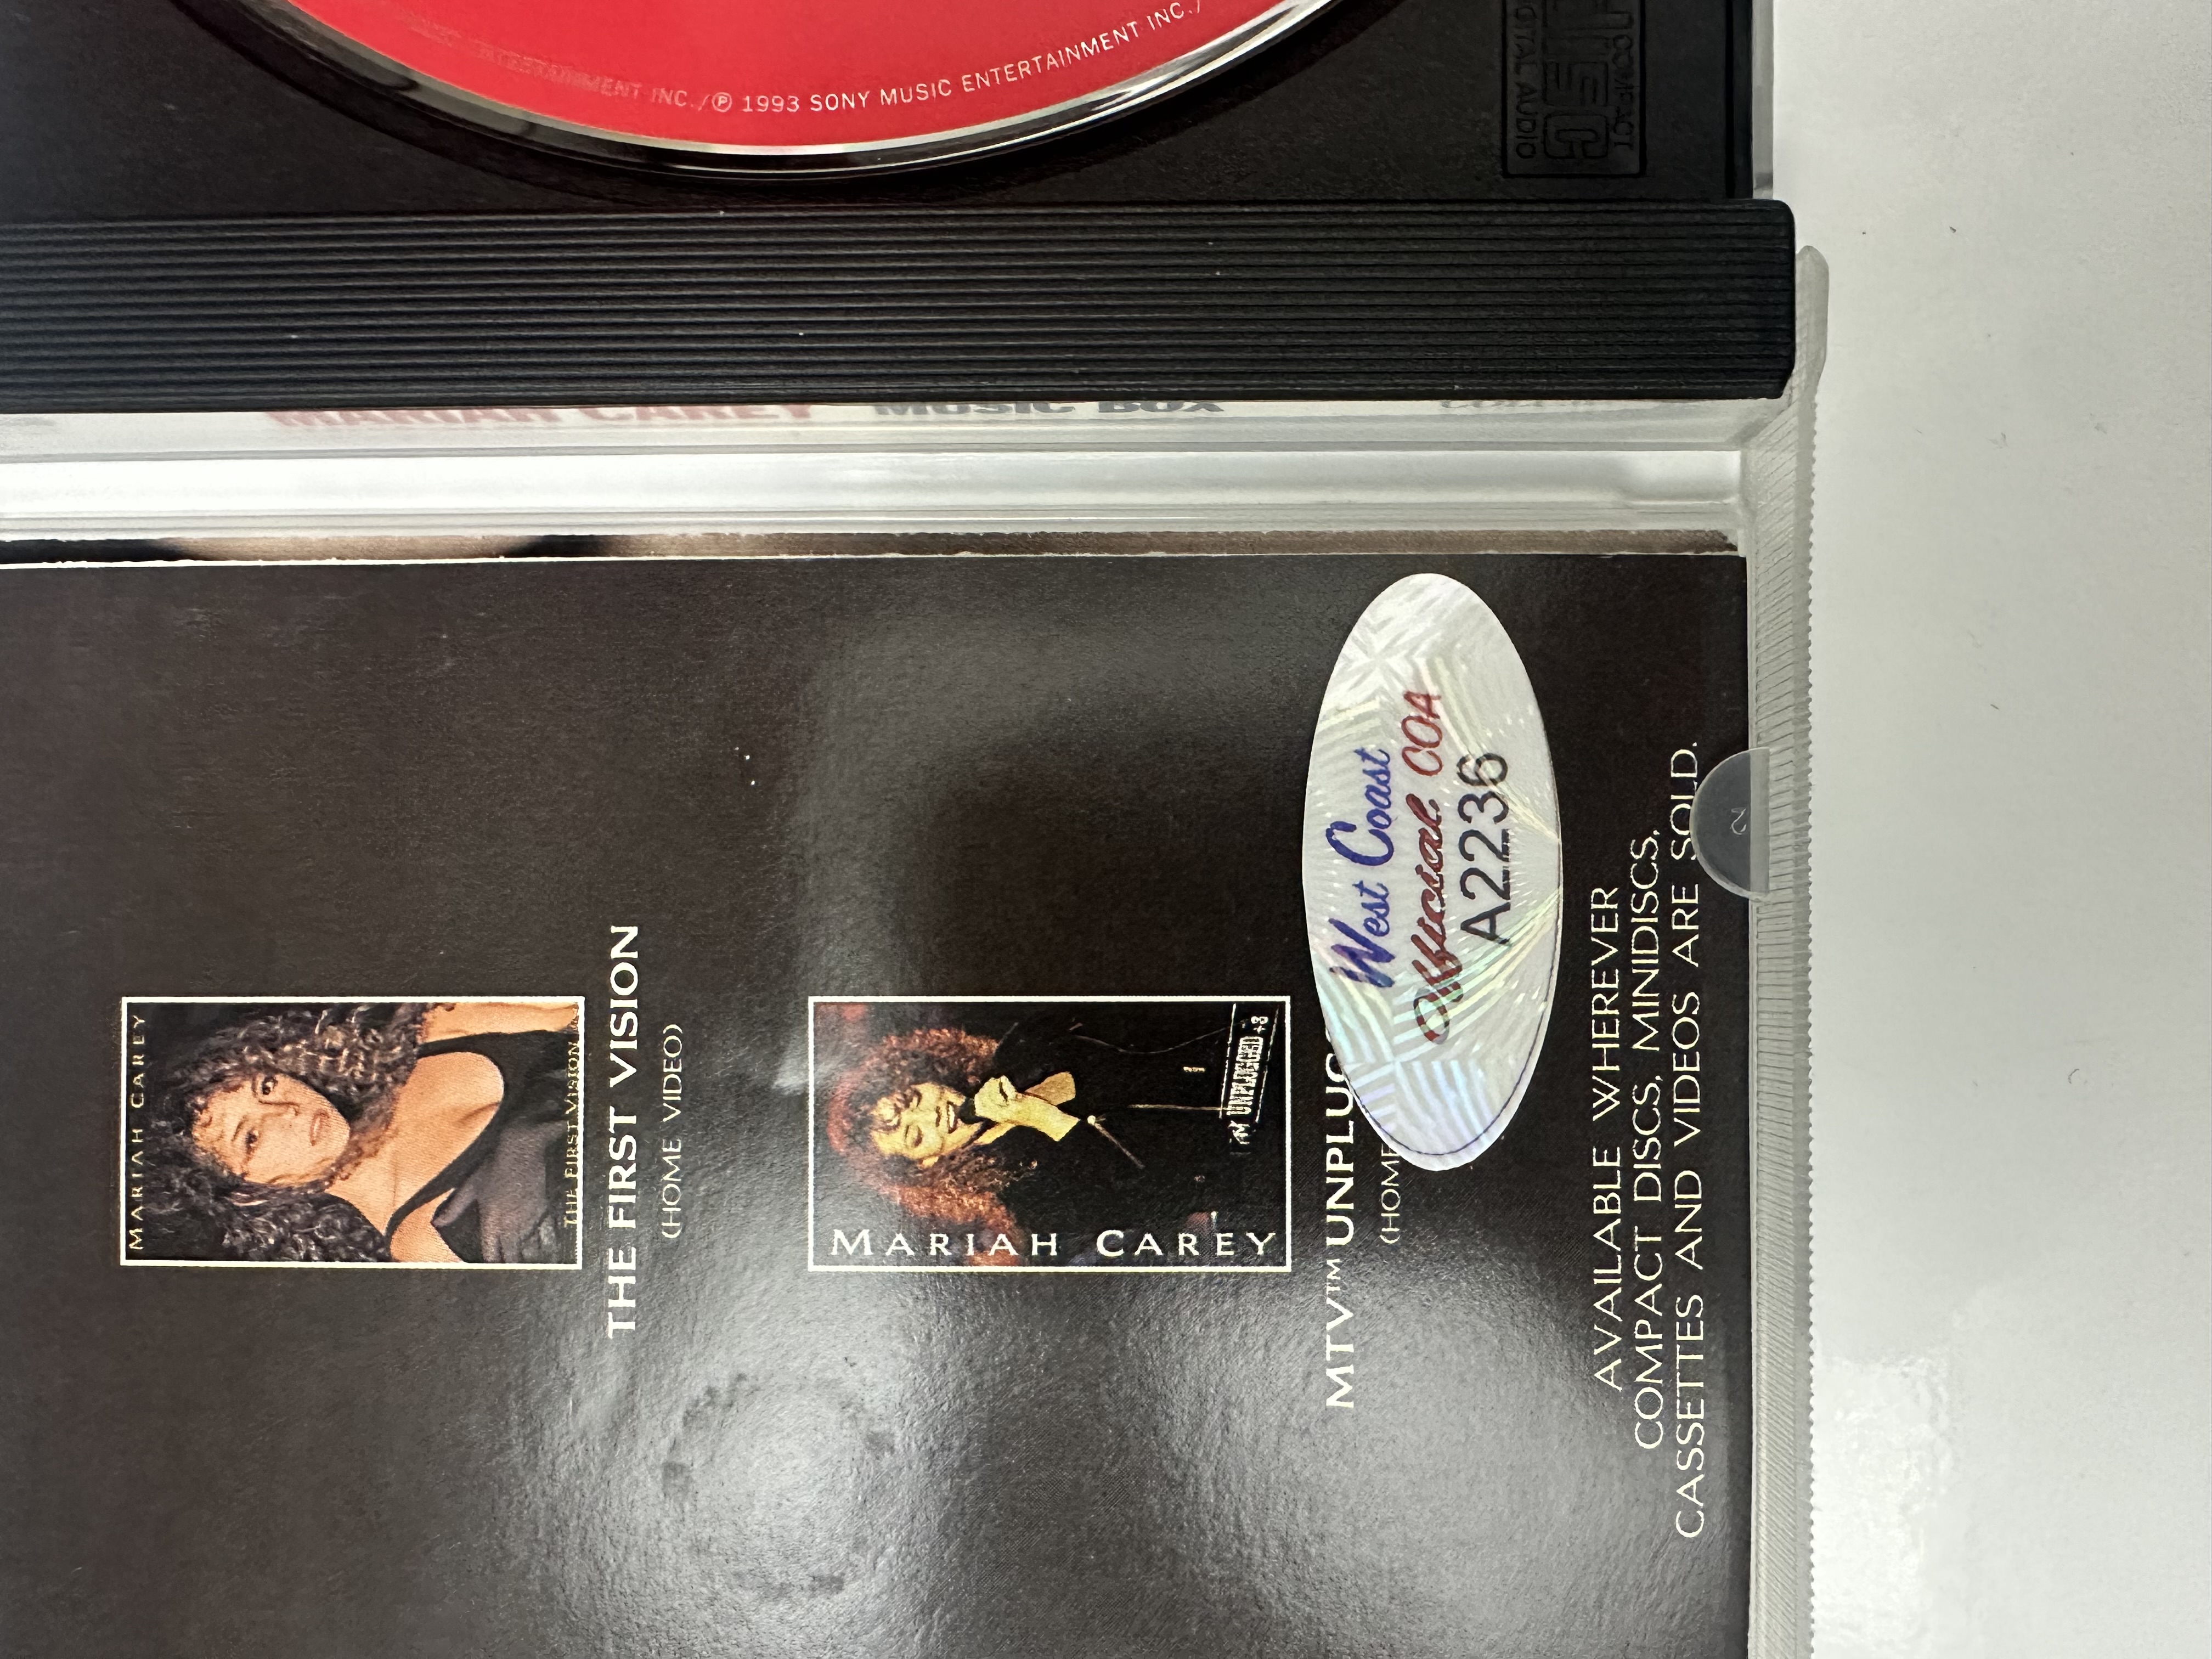 ENTERTAINMENT INC./℗ 1993 SONY MUSIC ENTERTAINMENT INC./
COMPACT
DISC
DIGITAL AUDIO
MARIAH CAREY MUSIC BOX
MARIAH CAREY
THE FIRST VISION
THE FIRST VISION
(HOME VIDEO)
MARIAH CAREY
MTV UNPLUGGED +3
MTV™ UNPLUG
(HOME
West Coast
Official COA
A2236
AVAILABLE WHEREVER
COMPACT DISCS, MINIDISCS,
CASSETTES AND VIDEOS ARE SOLD.